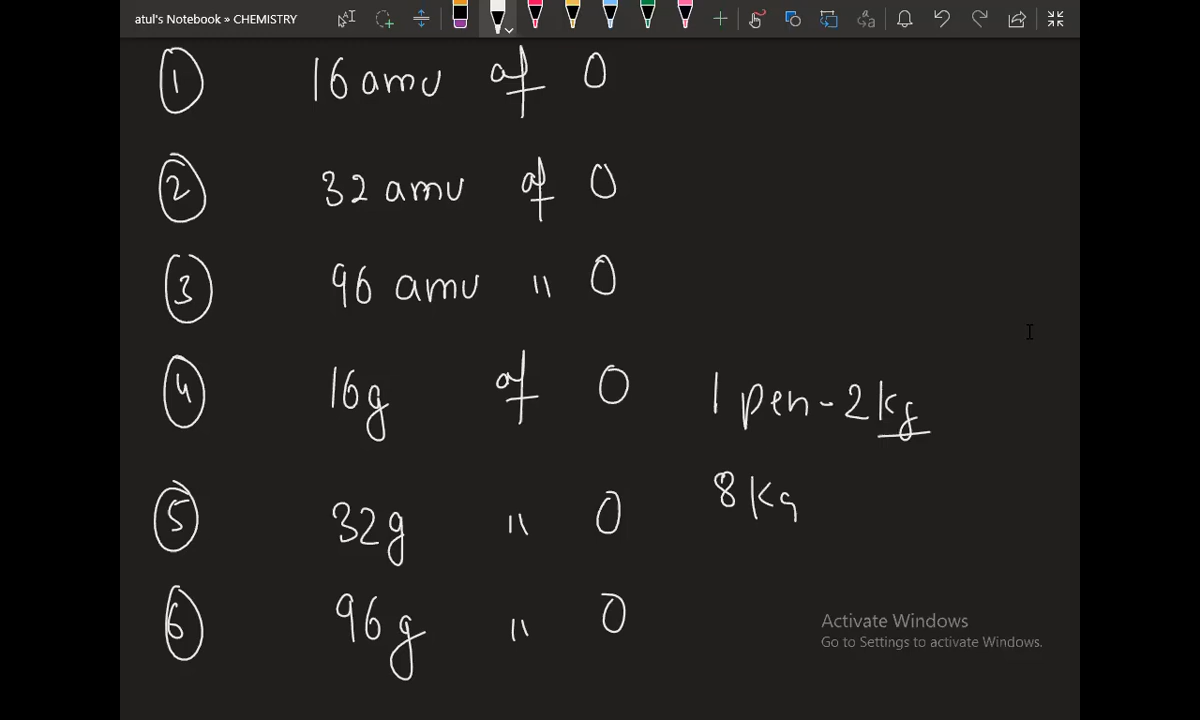 atul's Notebook » CHEMISTRY
① 16 amu of O
② 32 amu of O
③ 96 amu " O
④ 16g of O
1 pen - 2 kg
⑤ 32g " O
8 Kg
⑥ 96g " O
Activate Windows
Go to Settings to activate Windows.